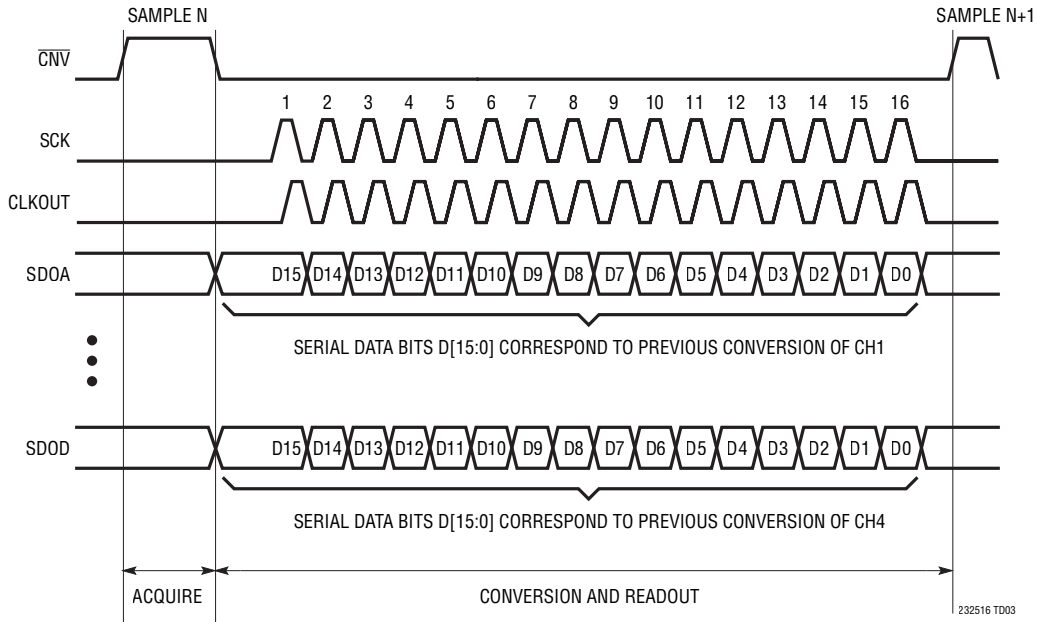 SAMPLE N
SAMPLE N+1
CNV
1 2 3 4 5 6 7 8 9 10 11 12 13 14 15 16
SCK
CLKOUT
SDOA D15 D14 D13 D12 D11 D10 D9 D8 D7 D6 D5 D4 D3 D2 D1 D0
SERIAL DATA BITS D[15:0] CORRESPOND TO PREVIOUS CONVERSION OF CH1
SDOD D15 D14 D13 D12 D11 D10 D9 D8 D7 D6 D5 D4 D3 D2 D1 D0
SERIAL DATA BITS D[15:0] CORRESPOND TO PREVIOUS CONVERSION OF CH4
ACQUIRE
CONVERSION AND READOUT
232516 TD03